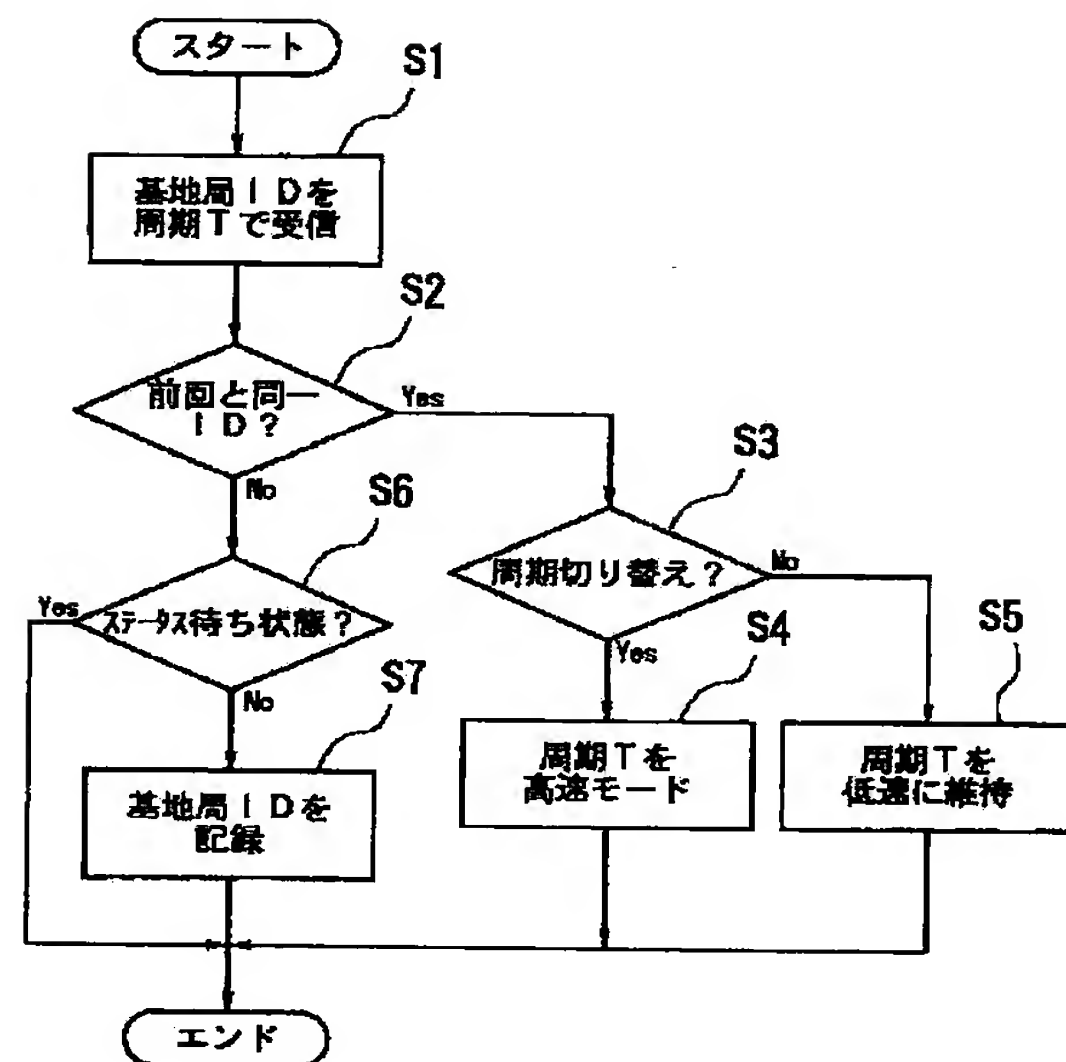 スタート
S1
基地局IDを
周期Tで受信
S2
前回と同一
ID?
Yes
No
S3
周期切り替え?
No
Yes
S6
ステータス待ち状態?
Yes
No
S4
周期Tを
高速モード
S5
周期Tを
低速に維持
S7
基地局IDを
記録
エンド